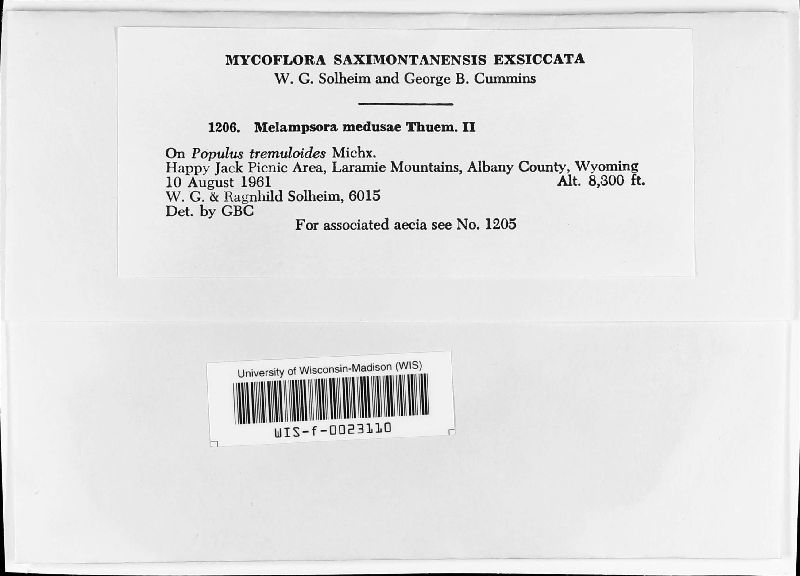 MYCOFLORA SAXIMONTANENSIS EXSICCATA
W. G. Solheim and George B. Cummins
1206. Melampsora medusae Thuem. II
On Populus tremuloides Michx.
Happy Jack Picnic Area, Laramie Mountains, Albany County, Wyoming
10 August 1961 Alt. 8,300 ft.
W. G. & Ragnhild Solheim, 6015
Det. by GBC
For associated aecia see No. 1205
University of Wisconsin-Madison (WIS)
WIS-f-0023110